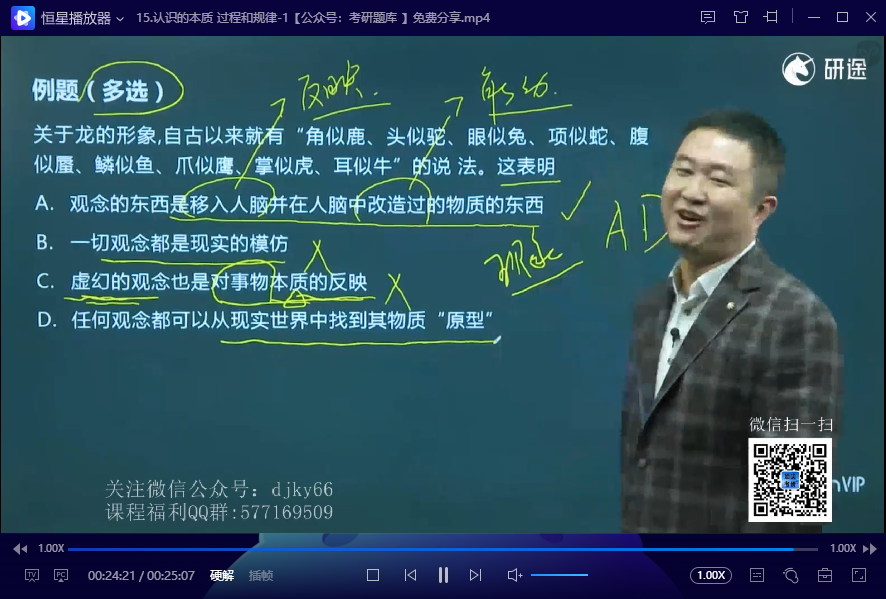 恒星播放器
15.认识的本质 过程和规律-1【公众号：考研题库 】免费分享.mp4
研途
例题（多选）
反映
能动
关于龙的形象,自古以来就有“角似鹿、头似驼、眼似兔、项似蛇、腹
似蜃、鳞似鱼、爪似鹰、掌似虎、耳似牛”的说 法。这表明
A. 观念的东西是移入人脑并在人脑中改造过的物质的东西
AD
B. 一切观念都是现实的模仿
C. 虚幻的观念也是对事物本质的反映
D. 任何观念都可以从现实世界中找到其物质“原型”
微信扫一扫
VIP
关注微信公众号: djky66
课程福利QQ群:577169509
1.00X
1.00X
00:24:21 / 00:25:07
硬解
插帧
1.00X